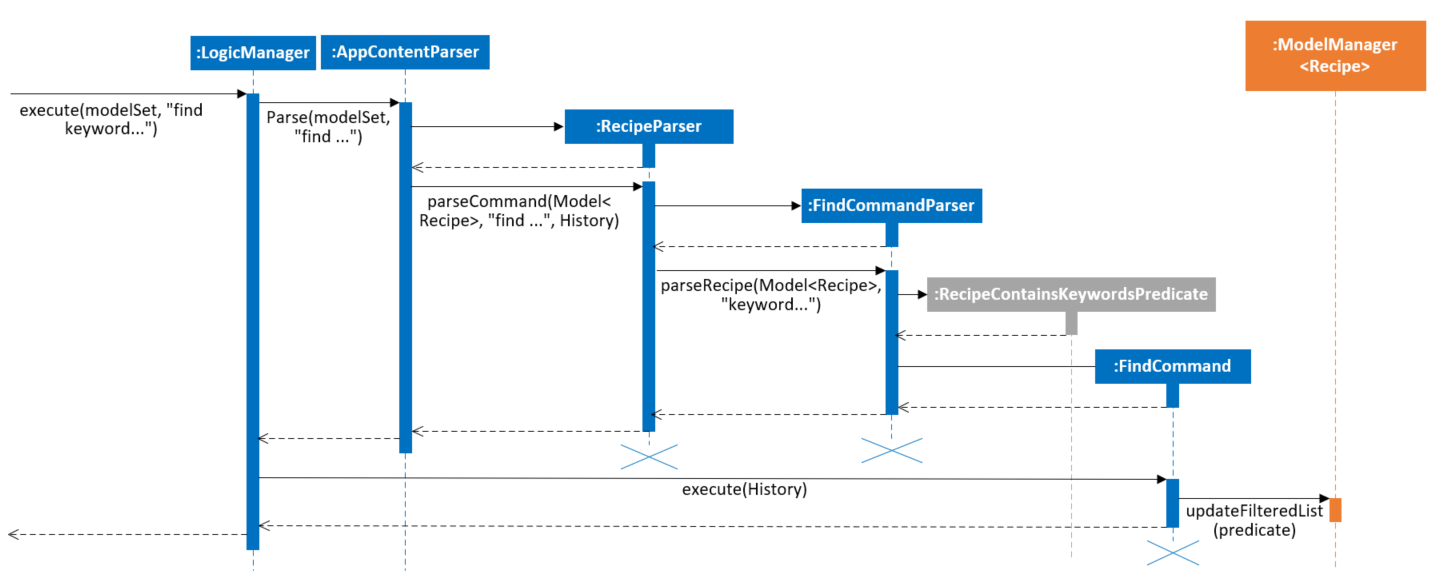 :ModelManager
<Recipe>
:LogicManager
:AppContentParser
execute(modelSet, "find
keyword...")
Parse(modelSet,
"find ...")
:RecipeParser
parseCommand(Model<
Recipe>, "find ...", History)
:FindCommandParser
parseRecipe(Model<Recipe>,
"keyword...")
:RecipeContainsKeywordsPredicate
:FindCommand
execute(History)
updateFilteredList
(predicate)